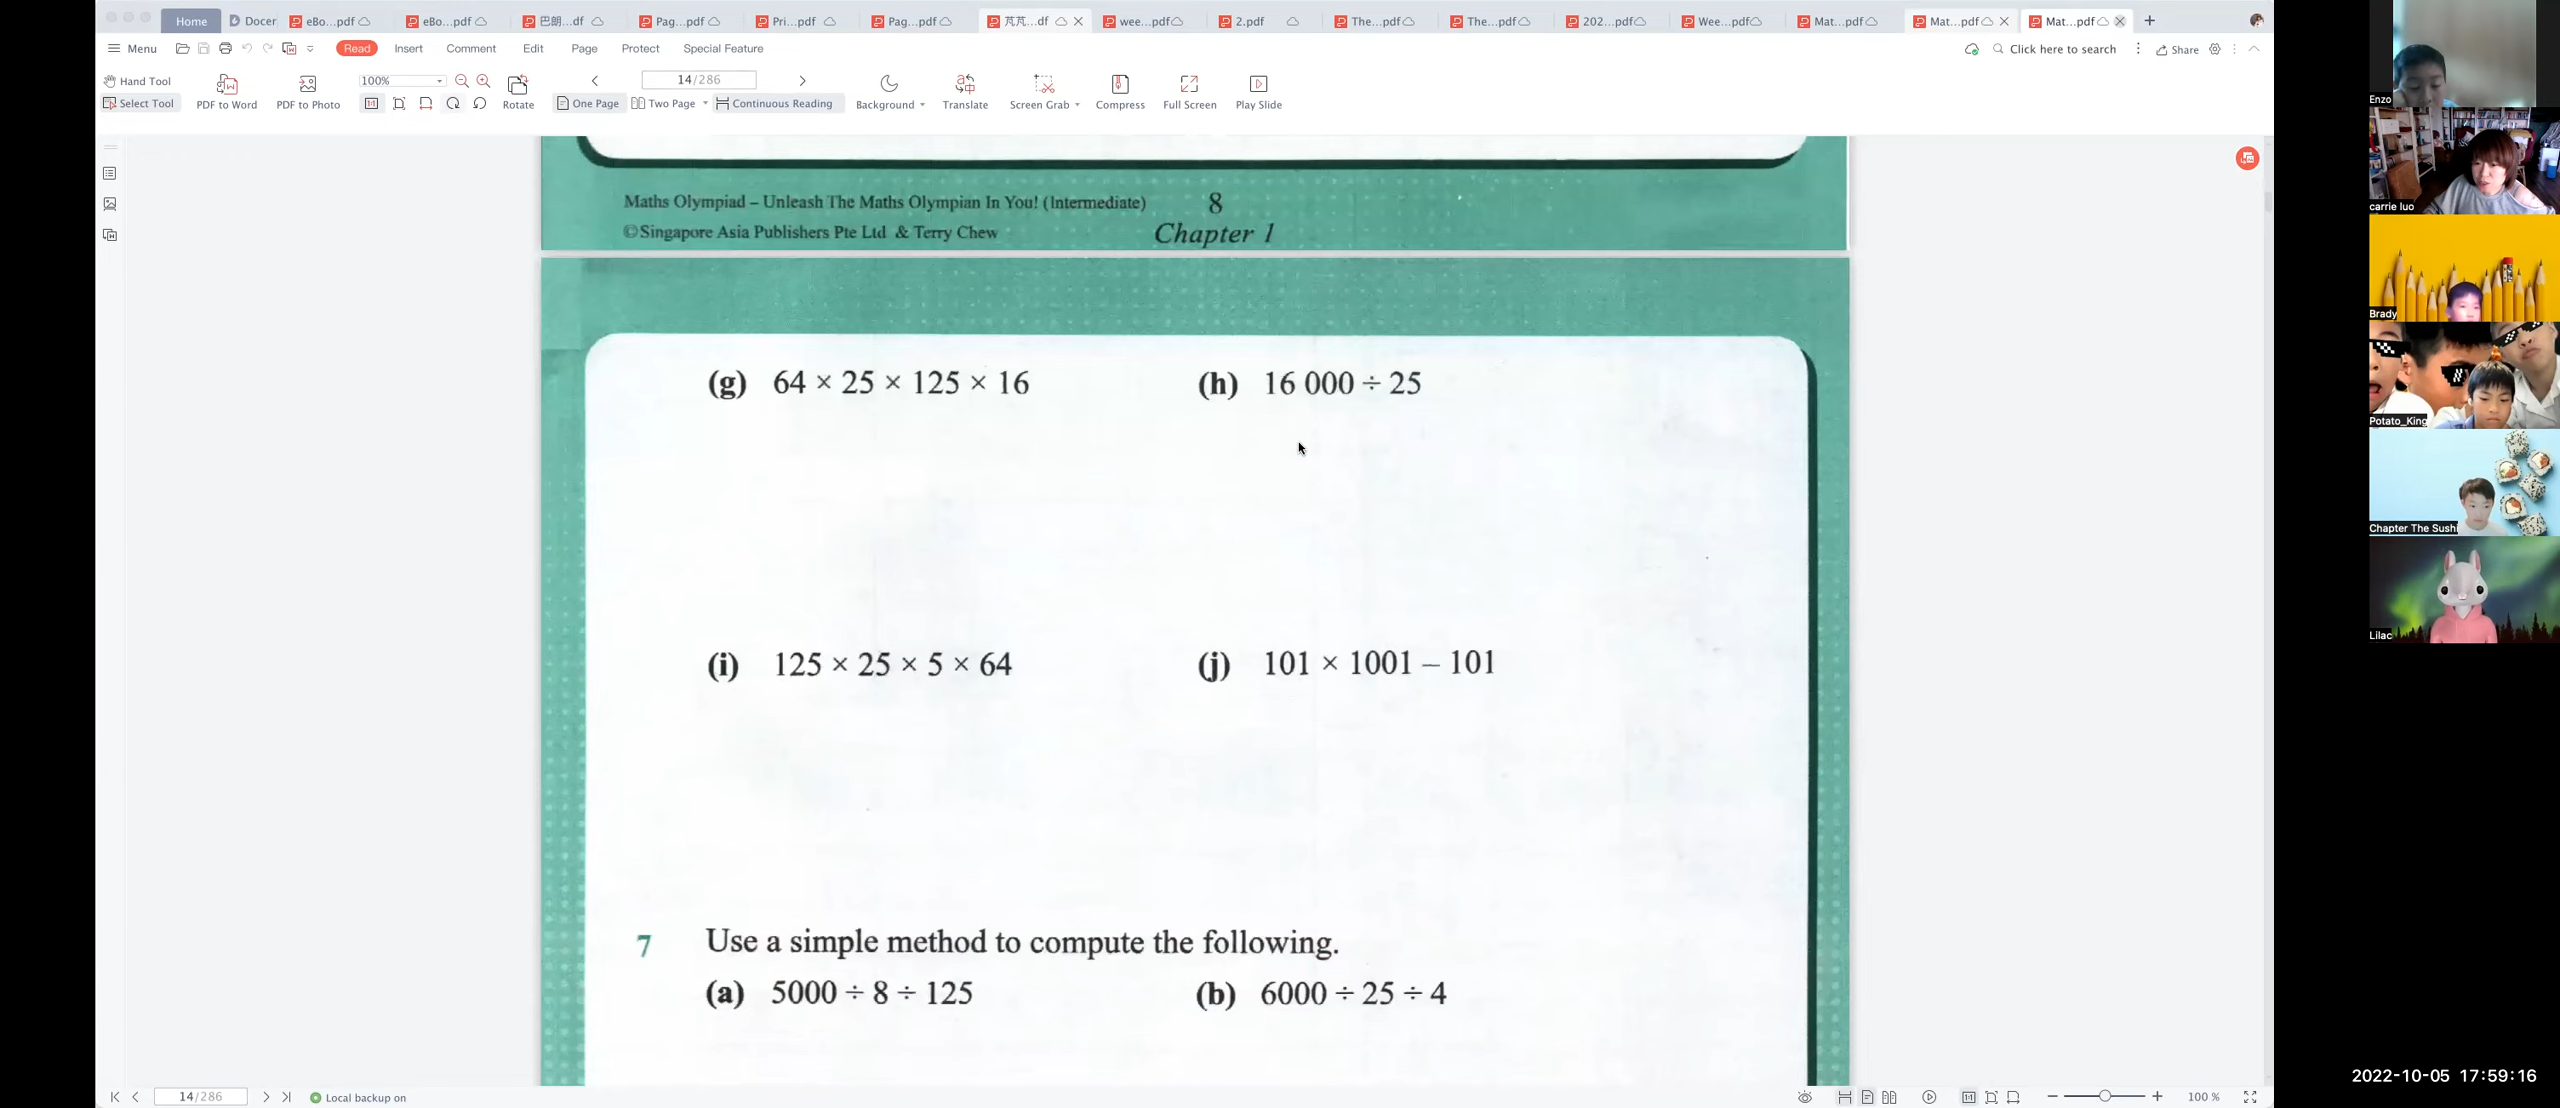 Home Docer eBo...pdf eBo...pdf 巴朗...df Pag...pdf Pri...pdf Pag...pdf 芃芃...df wee...pdf 2.pdf The...pdf The...pdf 202...pdf Wee...pdf Mat...pdf Mat...pdf Mat...pdf
Menu Read Insert Comment Edit Page Protect Special Feature Click here to search Share
Hand Tool 100% 14/286
Select Tool PDF to Word PDF to Photo Rotate One Page Two Page Continuous Reading Background Translate Screen Grab Compress Full Screen Play Slide
Maths Olympiad – Unleash The Maths Olympian In You! (Intermediate) 8
©Singapore Asia Publishers Pte Ltd & Terry Chew Chapter 1
(g) 64 × 25 × 125 × 16 (h) 16 000 ÷ 25
(i) 125 × 25 × 5 × 64 (j) 101 × 1001 – 101
7 Use a simple method to compute the following.
(a) 5000 ÷ 8 ÷ 125 (b) 6000 ÷ 25 ÷ 4
14/286 Local backup on 100 %
Enzo
carrie luo
Brady
Potato_King
Chapter The Sushi
Lilac
2022-10-05 17:59:16